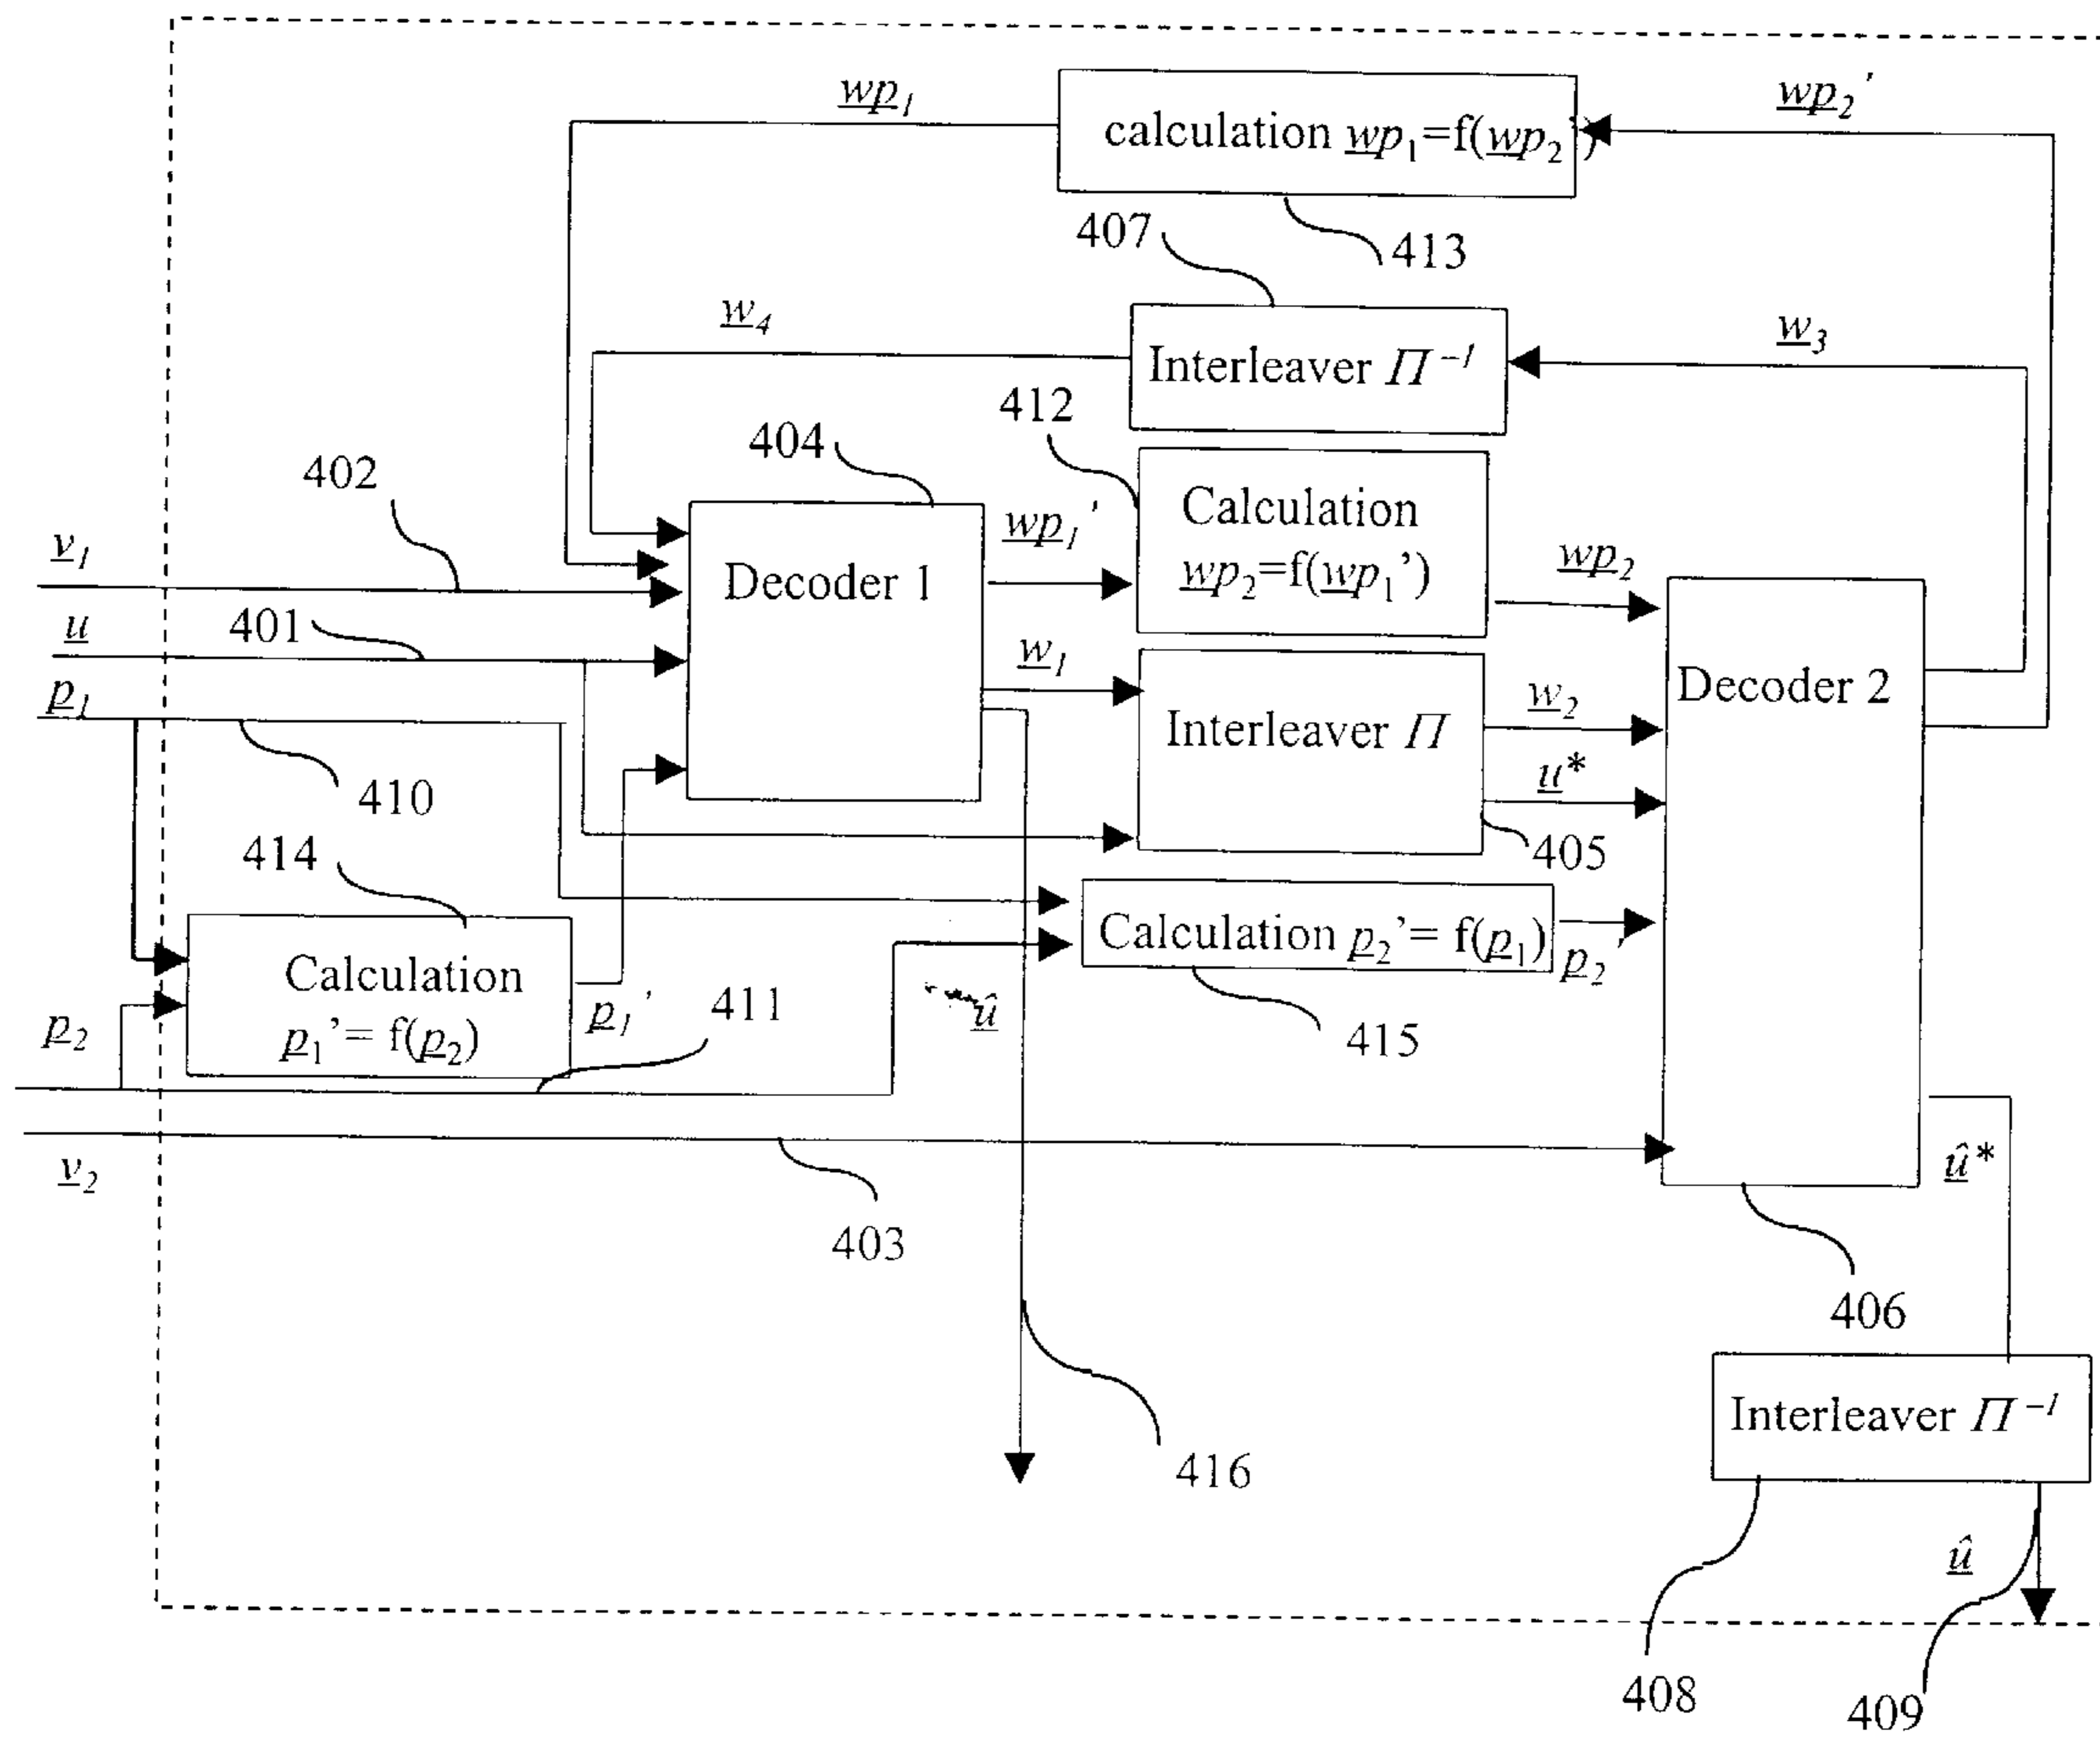 wp₁
calculation wp₁=f(wp₂')
wp₂'
407
413
w₄
Interleaver Π⁻¹
w₃
412
404
402
Calculation
wp₂=f(wp₁')
wp₁'
v₁
Decoder 1
wp₂
u
401
w₁
Decoder 2
p₁
Interleaver Π
w₂
u*
410
414
405
Calculation p₂'= f(p₁)
p₂'
Calculation
p₁'= f(p₂)
p₁'
411
û
415
p₂
v₂
403
û*
406
Interleaver Π⁻¹
416
û
408
409